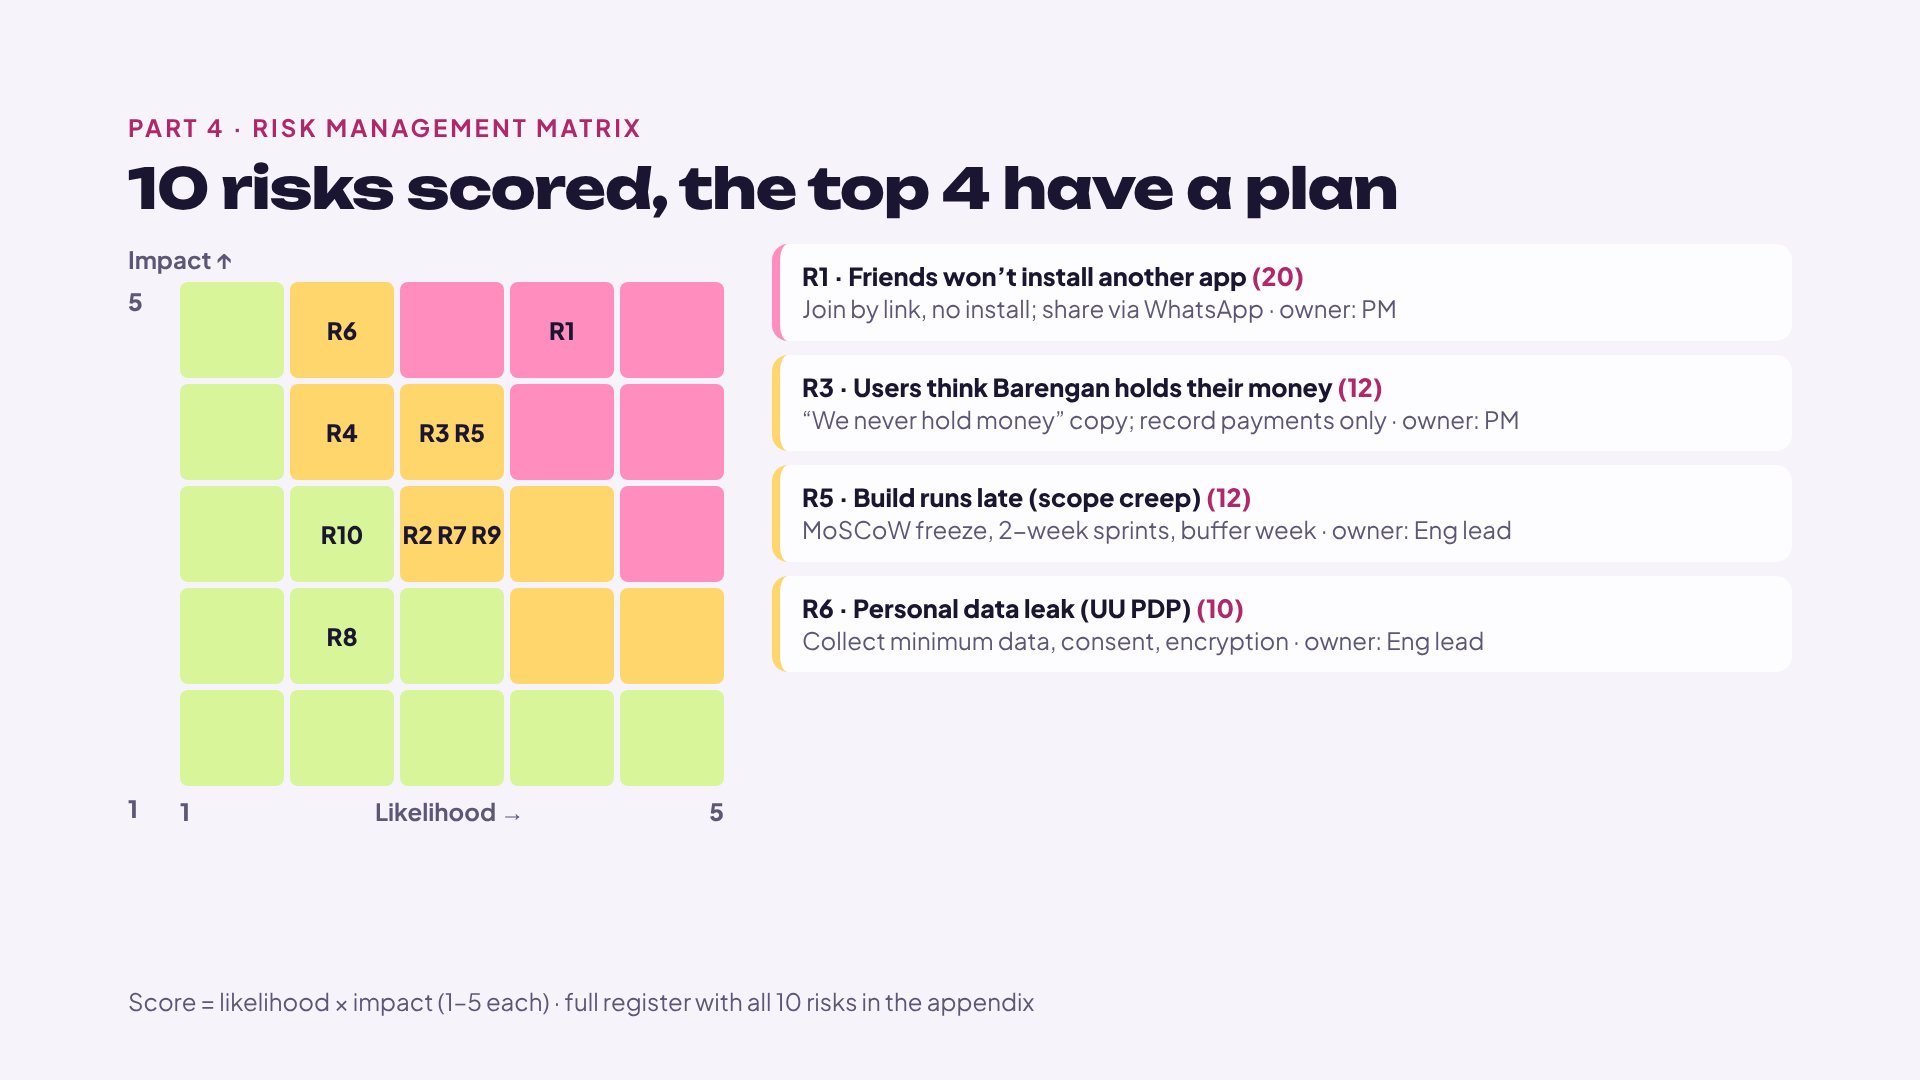 PART 4 · RISK MANAGEMENT MATRIX
10 risks scored, the top 4 have a plan
Impact ↑
5
R6
R1
R4
R3 R5
R10
R2 R7 R9
R8
1
1
Likelihood →
5
R1 · Friends won’t install another app (20)
Join by link, no install; share via WhatsApp · owner: PM
R3 · Users think Barengan holds their money (12)
“We never hold money” copy; record payments only · owner: PM
R5 · Build runs late (scope creep) (12)
MoSCoW freeze, 2–week sprints, buffer week · owner: Eng lead
R6 · Personal data leak (UU PDP) (10)
Collect minimum data, consent, encryption · owner: Eng lead
Score = likelihood × impact (1–5 each) · full register with all 10 risks in the appendix